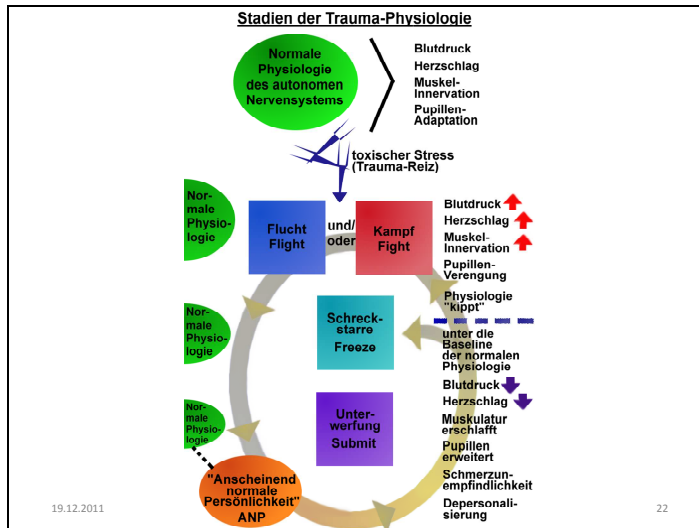 Stadien der Trauma-Physiologie
Normale
Physiologie
des autonomen
Nervensystems
Blutdruck
Herzschlag
Muskel-
Innervation
Pupillen-
Adaptation
toxischer Stress
(Trauma-Reiz)
Nor-
male
Physio-
logie
Flucht
Flight
und/
oder
Kampf
Fight
Blutdruck
Herzschlag
Muskel-
Innervation
Pupillen-
Verengung
Physiologie
"kippt"
Nor-
male
Physio-
logie
Schreck-
starre
Freeze
unter die
Baseline
der normalen
Physiologie
Blutdruck
Herzschlag
Muskulatur
erschlafft
Pupillen
erweitert
Schmerzun-
empfindlichkeit
Depersonali-
sierung
Nor-
male
Physio-
logie
Unter-
werfung
Submit
"Anscheinend
normale
Persönlichkeit"
ANP
19.12.2011
22